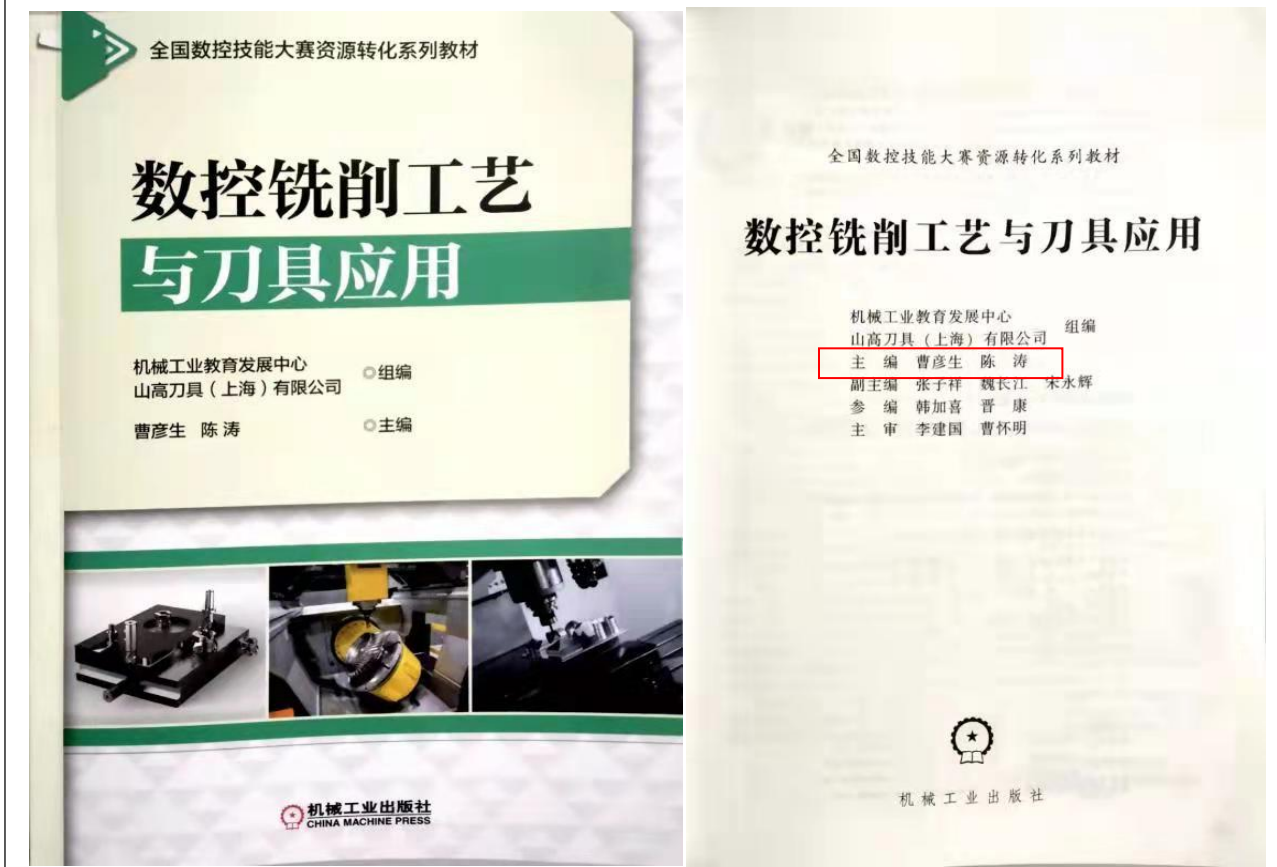 全国数控技能大赛资源转化系列教材
数控铣削工艺
与刀具应用
机械工业教育发展中心
山高刀具（上海）有限公司
◎组编
曹彦生 陈 涛 ◎主编
机械工业出版社
CHINA MACHINE PRESS
全国数控技能大赛资源转化系列教材
数控铣削工艺与刀具应用
机械工业教育发展中心
山高刀具（上海）有限公司
组编
主 编 曹彦生 陈 涛
副主编 张子祥 魏长江 宋永辉
参 编 韩加喜 晋 康
主 审 李建国 曹怀明
机械工业出版社